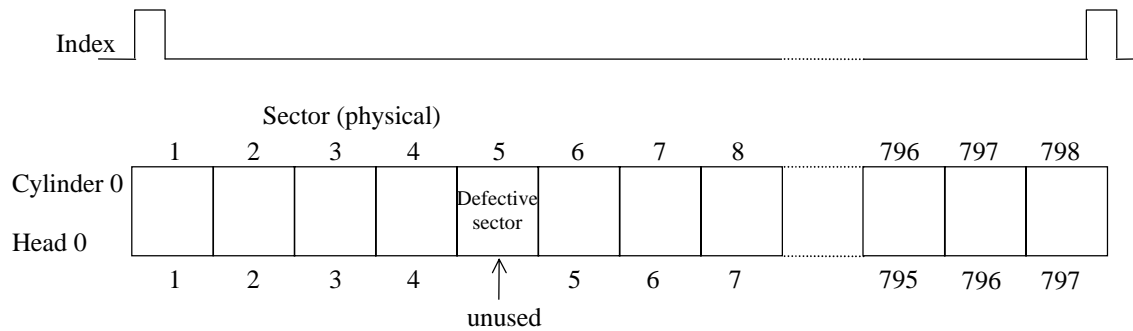 Index
Sector (physical)
1 2 3 4 5 6 7 8 796 797 798
Cylinder 0
Defective
sector
Head 0
1 2 3 4 5 6 7 795 796 797
unused